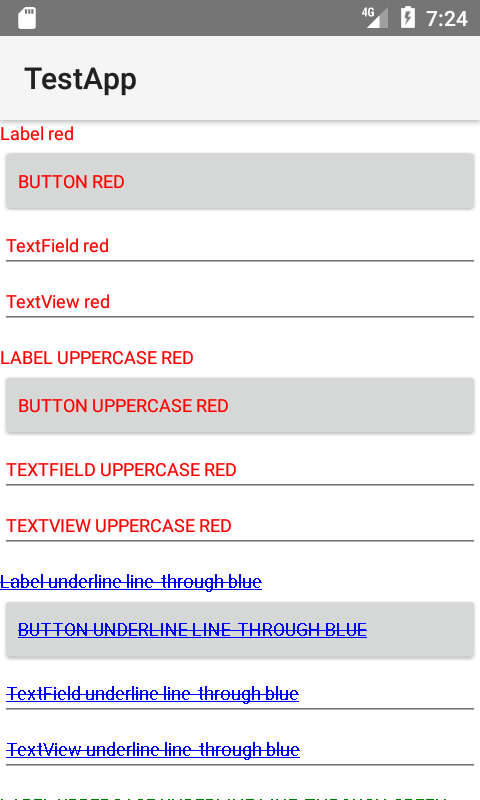 4G 7:24
TestApp
Label red
BUTTON RED
TextField red
TextView red
LABEL UPPERCASE RED
BUTTON UPPERCASE RED
TEXTFIELD UPPERCASE RED
TEXTVIEW UPPERCASE RED
Label underline line-through blue
BUTTON UNDERLINE LINE-THROUGH BLUE
TextField underline line-through blue
TextView underline line-through blue